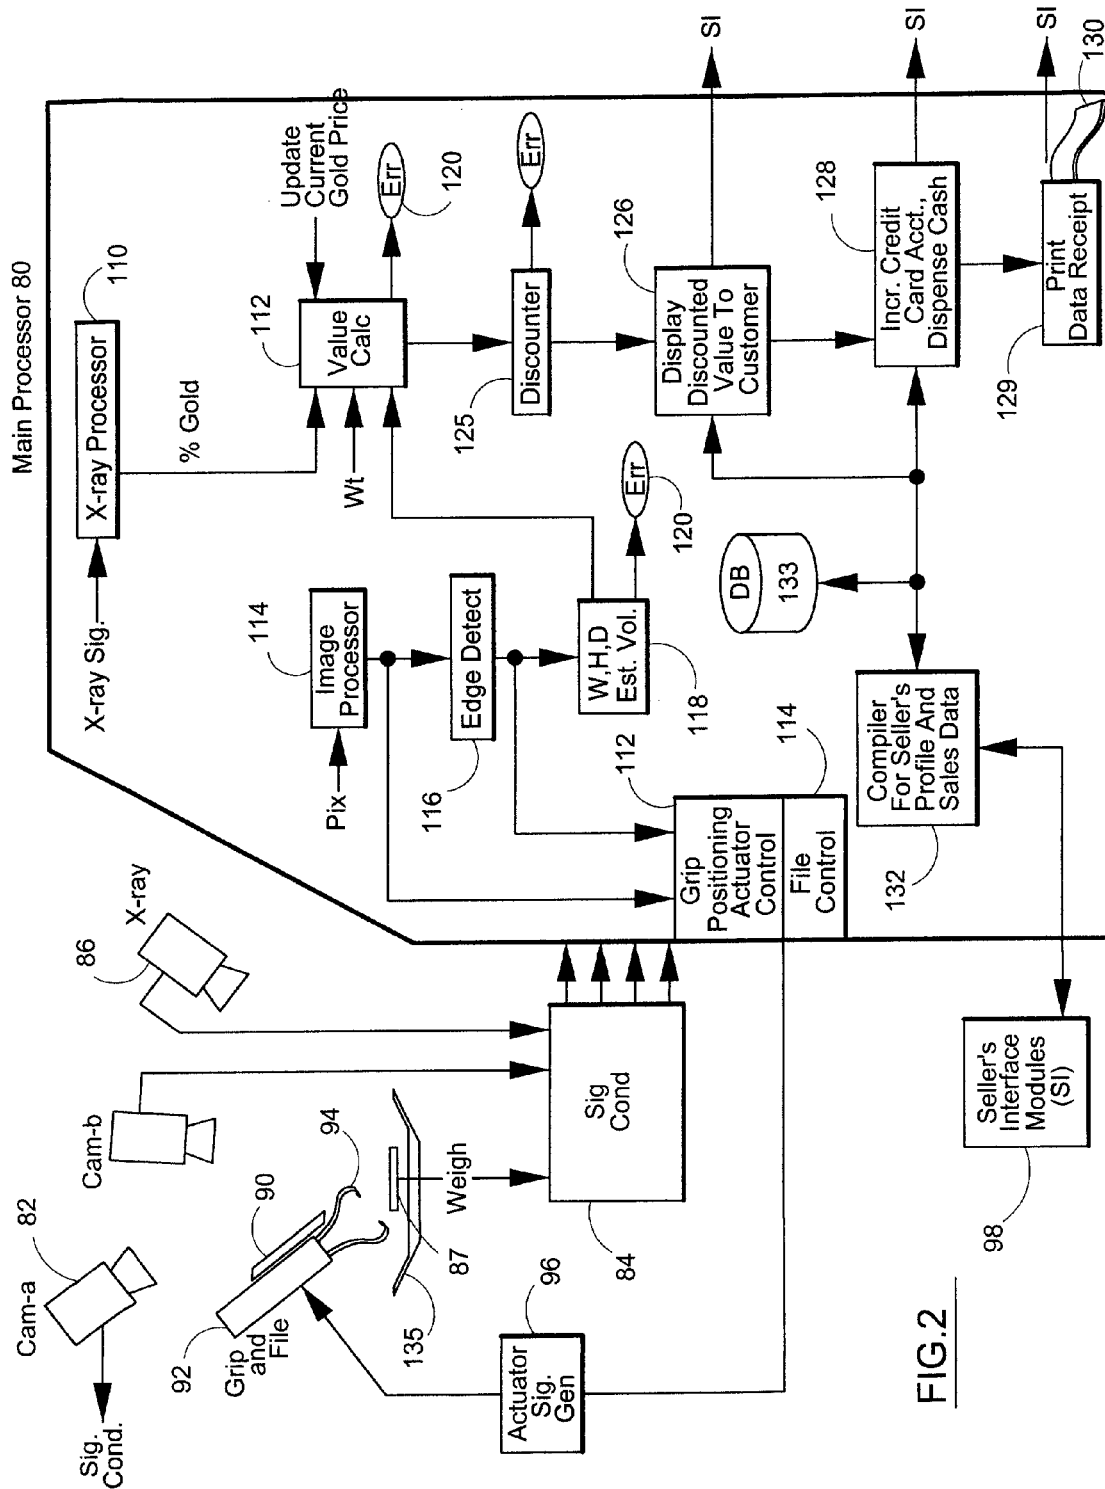 Main Processor 80
X-ray Sig.
X-ray Processor
110
% Gold
Update
Current
Gold Price
Wt
Value
Calc
112
Err
120
Pix
Image
Processor
114
Edge Detect
116
W,H,D
Est. Vol.
118
Err
120
Discounter
125
Err
Display
Discounted
Value To
Customer
126
SI
Incr. Credit
Card Acct.,
Dispense Cash
128
SI
Print
Data Receipt
129
130
SI
DB
133
Compiler
For Seller's
Profile And
Sales Data
132
Grip
Positioning
Actuator
Control
112
File
Control
114
Cam-a
82
Sig.
Cond.
Cam-b
X-ray
86
90
92
Grip
and
File
94
87
135
Weigh
Sig
Cond
84
Actuator
Sig.
Gen
96
Seller's
Interface
Modules
(SI)
98
FIG.2